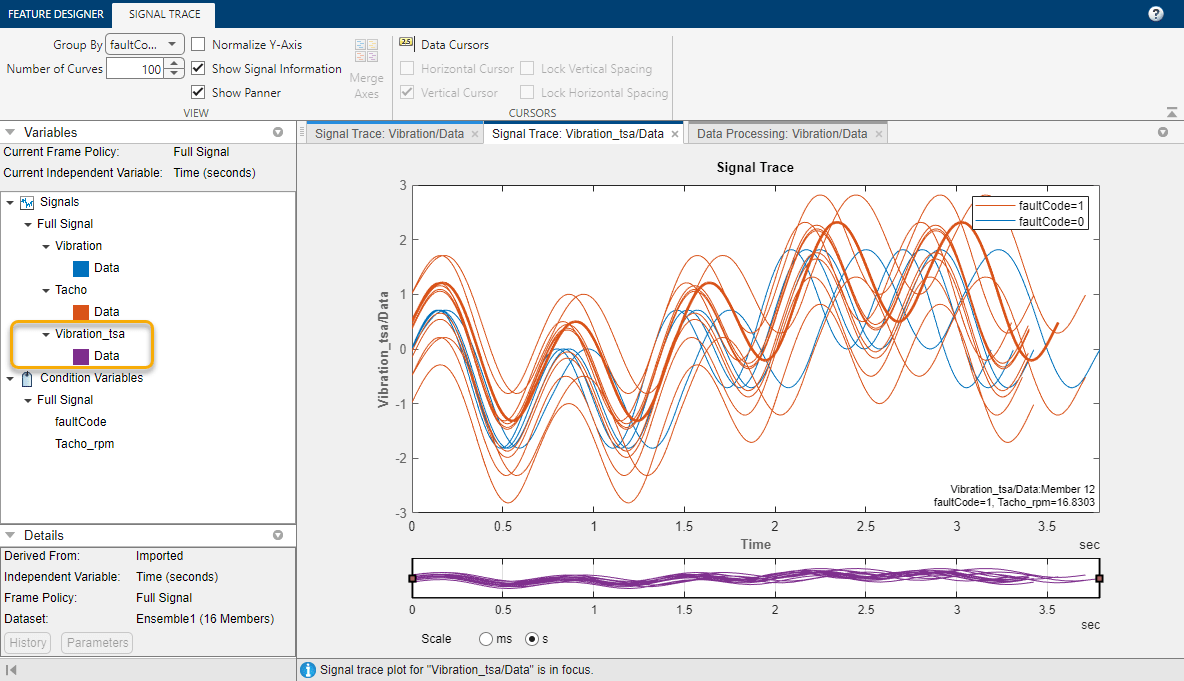 FEATURE DESIGNER
SIGNAL TRACE
?
Group By
faultCo...
Normalize Y-Axis
Number of Curves
100
Show Signal Information
Show Panner
Merge
Axes
VIEW
2.5
Data Cursors
Horizontal Cursor
Lock Vertical Spacing
Vertical Cursor
Lock Horizontal Spacing
CURSORS
Variables
Current Frame Policy: Full Signal
Current Independent Variable: Time (seconds)
Signals
Full Signal
Vibration
Data
Tacho
Data
Vibration_tsa
Data
Condition Variables
Full Signal
faultCode
Tacho_rpm
Details
Derived From: Imported
Independent Variable: Time (seconds)
Frame Policy: Full Signal
Dataset: Ensemble1 (16 Members)
History
Parameters
Signal Trace: Vibration/Data
Signal Trace: Vibration_tsa/Data
Data Processing: Vibration/Data
Signal Trace
faultCode=1
faultCode=0
3
2
1
0
-1
-2
-3
Vibration_tsa/Data
Vibration_tsa/Data:Member 12
faultCode=1, Tacho_rpm=16.8303
0 0.5 1 1.5 2 2.5 3 3.5
Time
sec
0 0.5 1 1.5 2 2.5 3 3.5
sec
Scale ms s
Signal trace plot for "Vibration_tsa/Data" is in focus.